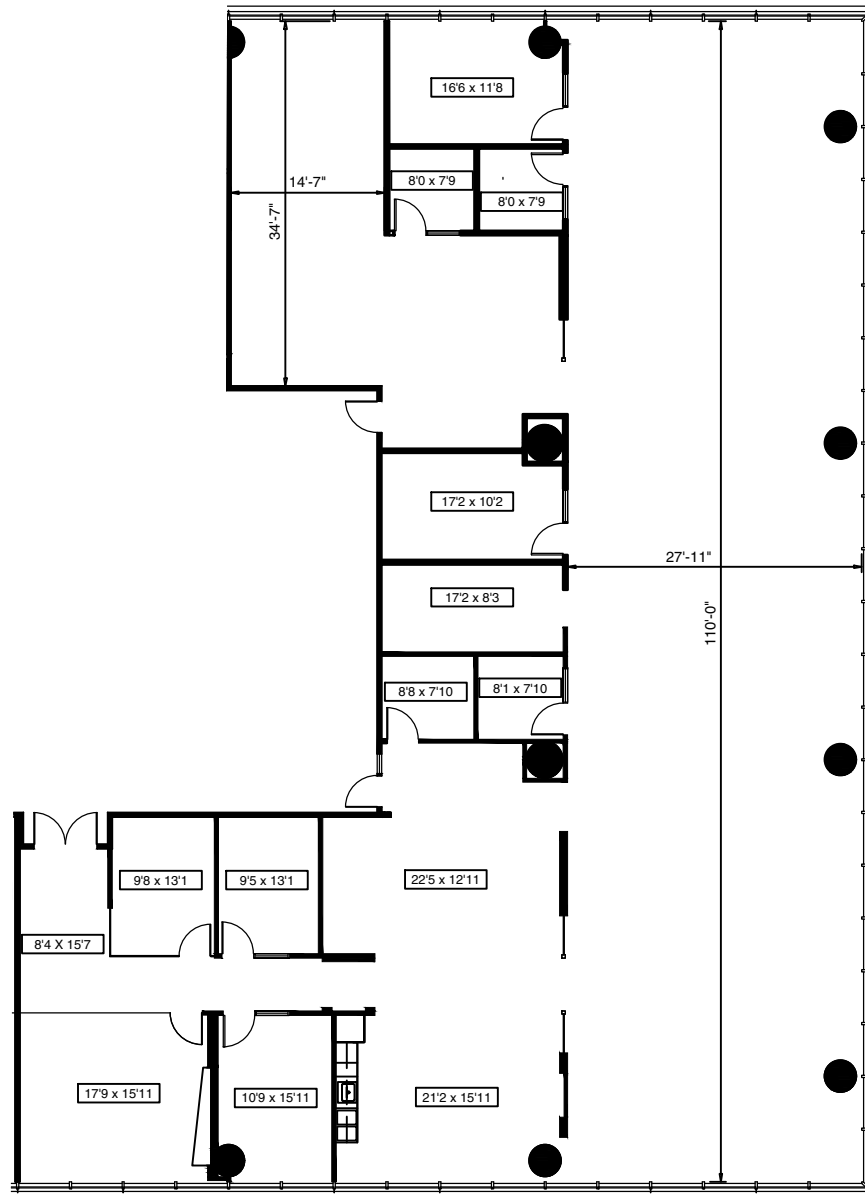 16'6 x 11'8
14'-7"
8'0 x 7'9
8'0 x 7'9
34'-7"
17'2 x 10'2
27'-11"
17'2 x 8'3
110'-0"
8'8 x 7'10
8'1 x 7'10
9'8 x 13'1
9'5 x 13'1
22'5 x 12'11
8'4 X 15'7
17'9 x 15'11
10'9 x 15'11
21'2 x 15'11